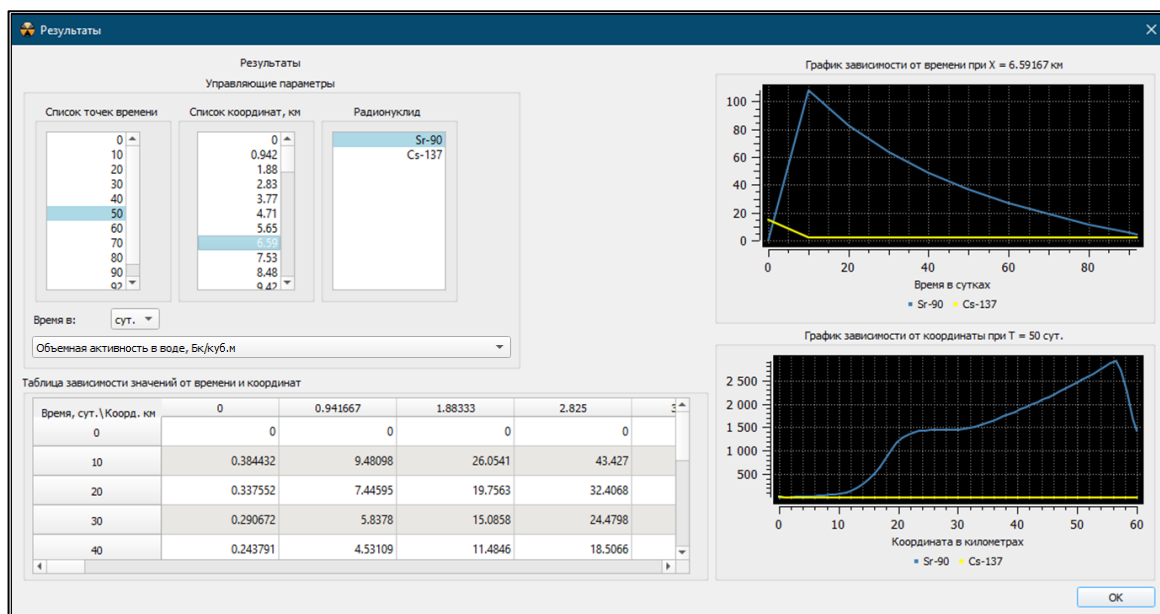 Результаты
Результаты
Управляющие параметры
Список точек времени
Список координат, км
Радионуклид
0
10
20
30
40
50
60
70
80
90
92
0
0.942
1.88
2.83
3.77
4.71
5.65
6.59
7.53
8.48
9.42
Sr-90
Cs-137
Время в: сут.
Объемная активность в воде, Бк/куб.м
Таблица зависимости значений от времени и координат
Время, сут.\Коорд. км 0 0.941667 1.88333 2.825
0 0 0 0 0
10 0.384432 9.48098 26.0541 43.427
20 0.337552 7.44595 19.7563 32.4068
30 0.290672 5.8378 15.0858 24.4798
40 0.243791 4.53109 11.4846 18.5066
График зависимости от времени при X = 6.59167 км
100
80
60
40
20
0
0 20 40 60 80
Время в сутках
Sr-90 Cs-137
График зависимости от координаты при T = 50 сут.
2 500
2 000
1 500
1 000
500
0 10 20 30 40 50 60
Координата в километрах
Sr-90 Cs-137
OK